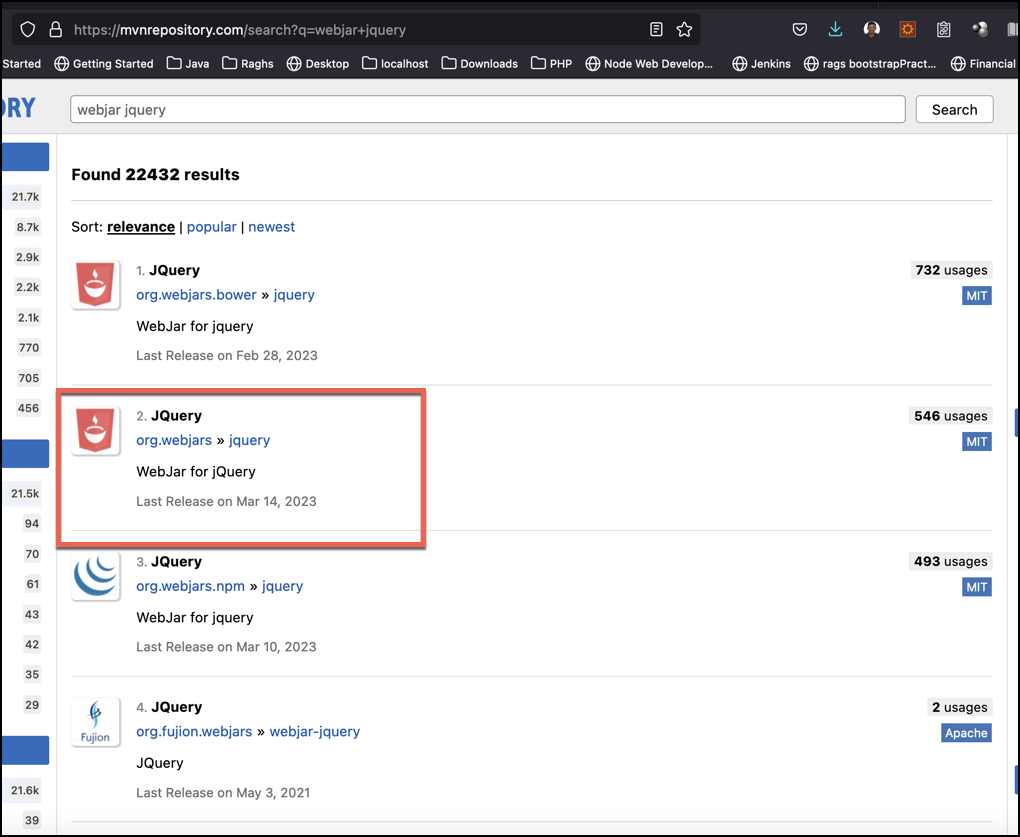 https://mvnrepository.com/search?q=webjar+jquery
Started Getting Started Java Raghs Desktop localhost Downloads PHP Node Web Develop... Jenkins rags bootstrapPract... Financial
ORY
webjar jquery
Search
21.7k
8.7k
2.9k
2.2k
2.1k
770
705
456
21.5k
94
70
61
43
42
35
29
21.6k
39
Found 22432 results
Sort: relevance | popular | newest
1. JQuery
732 usages
org.webjars.bower » jquery
MIT
WebJar for jquery
Last Release on Feb 28, 2023
2. JQuery
546 usages
org.webjars » jquery
MIT
WebJar for jQuery
Last Release on Mar 14, 2023
3. JQuery
493 usages
org.webjars.npm » jquery
MIT
WebJar for jquery
Last Release on Mar 10, 2023
Fujion
4. JQuery
2 usages
org.fujion.webjars » webjar-jquery
Apache
JQuery
Last Release on May 3, 2021